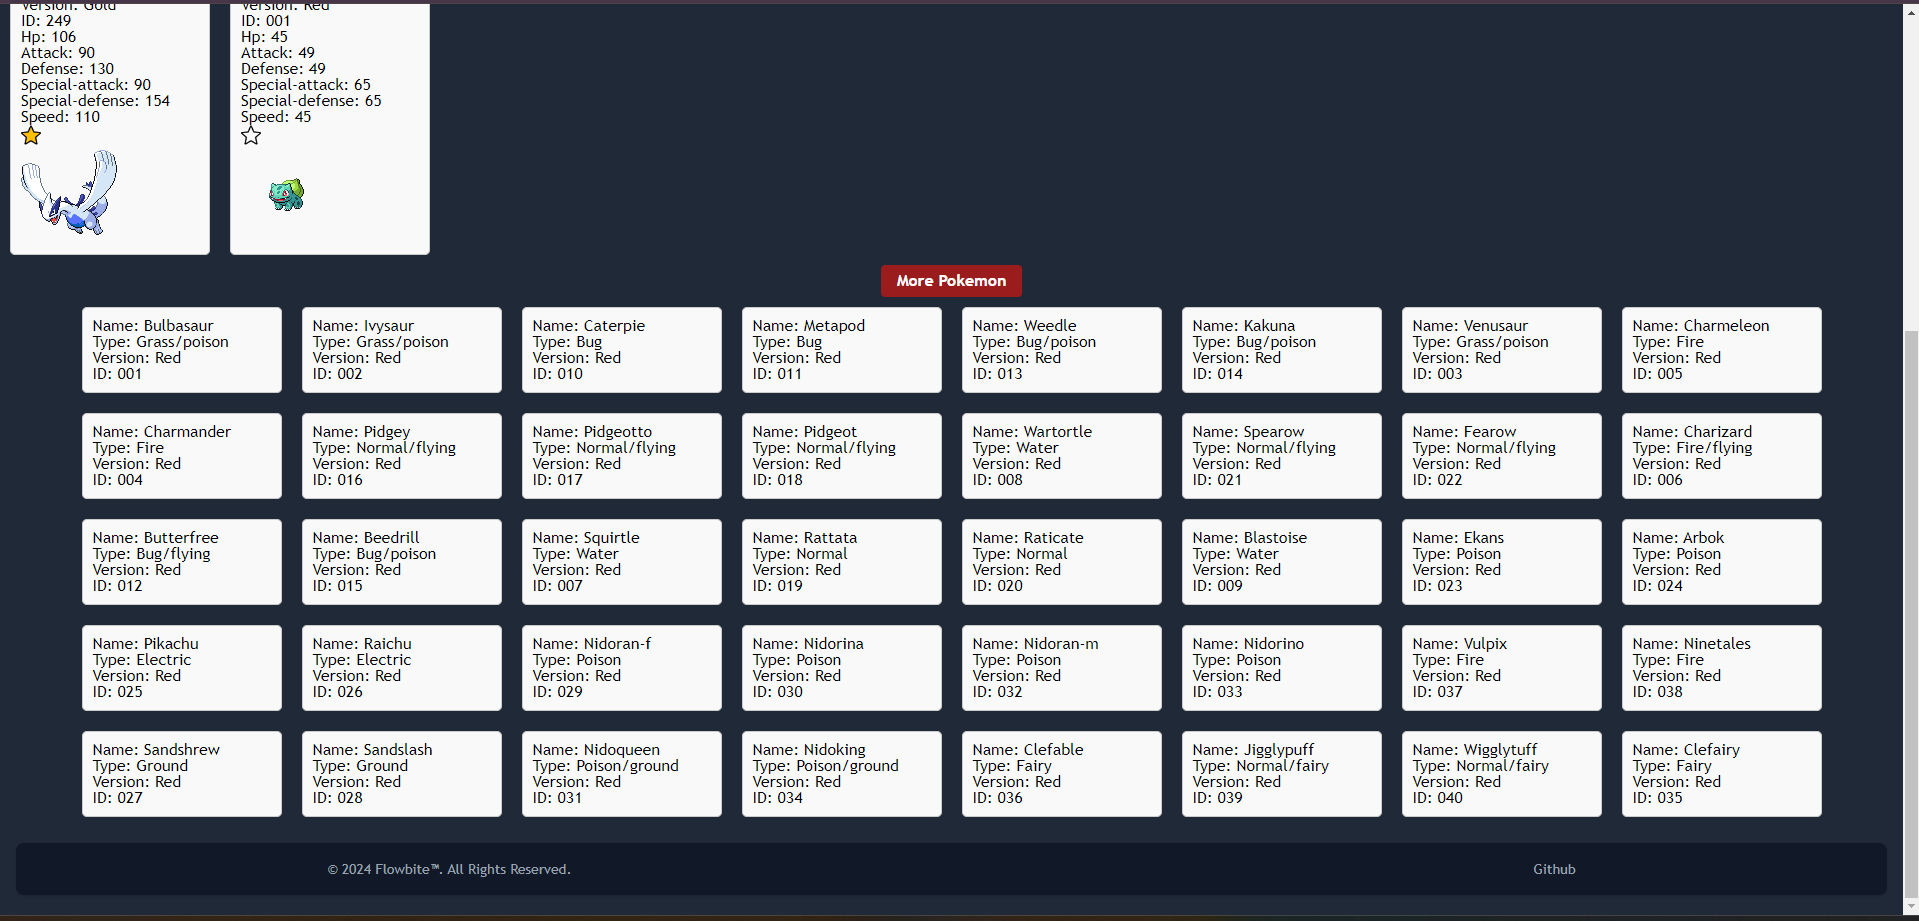 Version: Gold
ID: 249
Hp: 106
Attack: 90
Defense: 130
Special-attack: 90
Special-defense: 154
Speed: 110
Version: Red
ID: 001
Hp: 45
Attack: 49
Defense: 49
Special-attack: 65
Special-defense: 65
Speed: 45
More Pokemon
Name: Bulbasaur
Type: Grass/poison
Version: Red
ID: 001
Name: Ivysaur
Type: Grass/poison
Version: Red
ID: 002
Name: Caterpie
Type: Bug
Version: Red
ID: 010
Name: Metapod
Type: Bug
Version: Red
ID: 011
Name: Weedle
Type: Bug/poison
Version: Red
ID: 013
Name: Kakuna
Type: Bug/poison
Version: Red
ID: 014
Name: Venusaur
Type: Grass/poison
Version: Red
ID: 003
Name: Charmeleon
Type: Fire
Version: Red
ID: 005
Name: Charmander
Type: Fire
Version: Red
ID: 004
Name: Pidgey
Type: Normal/flying
Version: Red
ID: 016
Name: Pidgeotto
Type: Normal/flying
Version: Red
ID: 017
Name: Pidgeot
Type: Normal/flying
Version: Red
ID: 018
Name: Wartortle
Type: Water
Version: Red
ID: 008
Name: Spearow
Type: Normal/flying
Version: Red
ID: 021
Name: Fearow
Type: Normal/flying
Version: Red
ID: 022
Name: Charizard
Type: Fire/flying
Version: Red
ID: 006
Name: Butterfree
Type: Bug/flying
Version: Red
ID: 012
Name: Beedrill
Type: Bug/poison
Version: Red
ID: 015
Name: Squirtle
Type: Water
Version: Red
ID: 007
Name: Rattata
Type: Normal
Version: Red
ID: 019
Name: Raticate
Type: Normal
Version: Red
ID: 020
Name: Blastoise
Type: Water
Version: Red
ID: 009
Name: Ekans
Type: Poison
Version: Red
ID: 023
Name: Arbok
Type: Poison
Version: Red
ID: 024
Name: Pikachu
Type: Electric
Version: Red
ID: 025
Name: Raichu
Type: Electric
Version: Red
ID: 026
Name: Nidoran-f
Type: Poison
Version: Red
ID: 029
Name: Nidorina
Type: Poison
Version: Red
ID: 030
Name: Nidoran-m
Type: Poison
Version: Red
ID: 032
Name: Nidorino
Type: Poison
Version: Red
ID: 033
Name: Vulpix
Type: Fire
Version: Red
ID: 037
Name: Ninetales
Type: Fire
Version: Red
ID: 038
Name: Sandshrew
Type: Ground
Version: Red
ID: 027
Name: Sandslash
Type: Ground
Version: Red
ID: 028
Name: Nidoqueen
Type: Poison/ground
Version: Red
ID: 031
Name: Nidoking
Type: Poison/ground
Version: Red
ID: 034
Name: Clefable
Type: Fairy
Version: Red
ID: 036
Name: Jigglypuff
Type: Normal/fairy
Version: Red
ID: 039
Name: Wigglytuff
Type: Normal/fairy
Version: Red
ID: 040
Name: Clefairy
Type: Fairy
Version: Red
ID: 035
© 2024 Flowbite™. All Rights Reserved.
Github